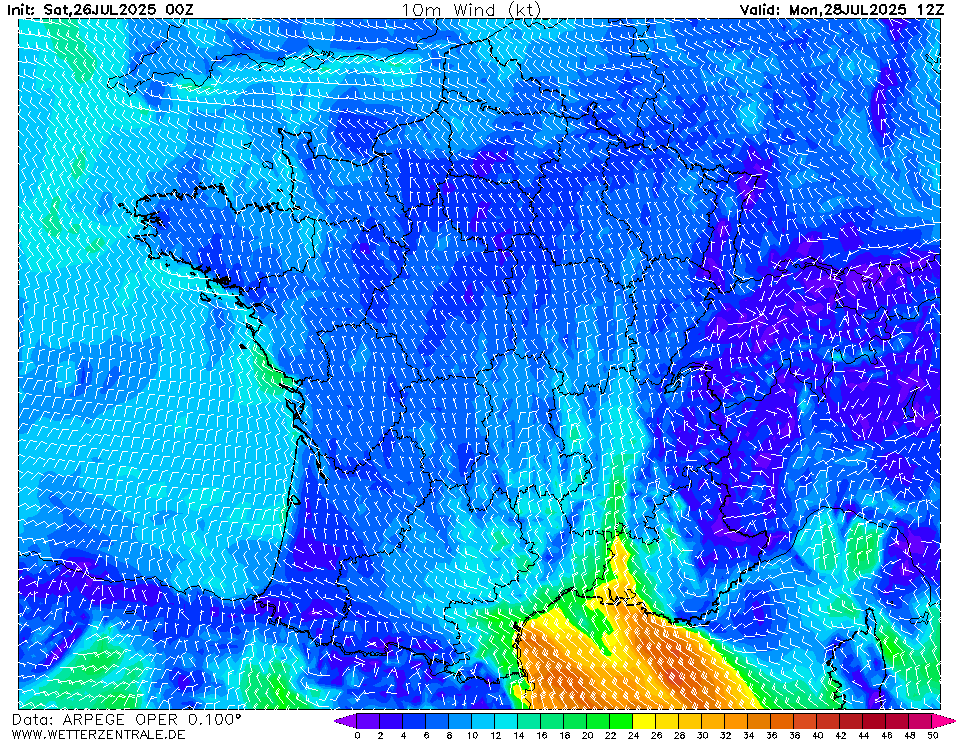 Init: Sat,26JUL2025 00Z 10m Wind (kt) Valid: Mon,28JUL2025 12Z
Data: ARPEGE OPER 0.100°
WWW.WETTERZENTRALE.DE
0 2 4 6 8 10 12 14 16 18 20 22 24 26 28 30 32 34 36 38 40 42 44 46 48 50